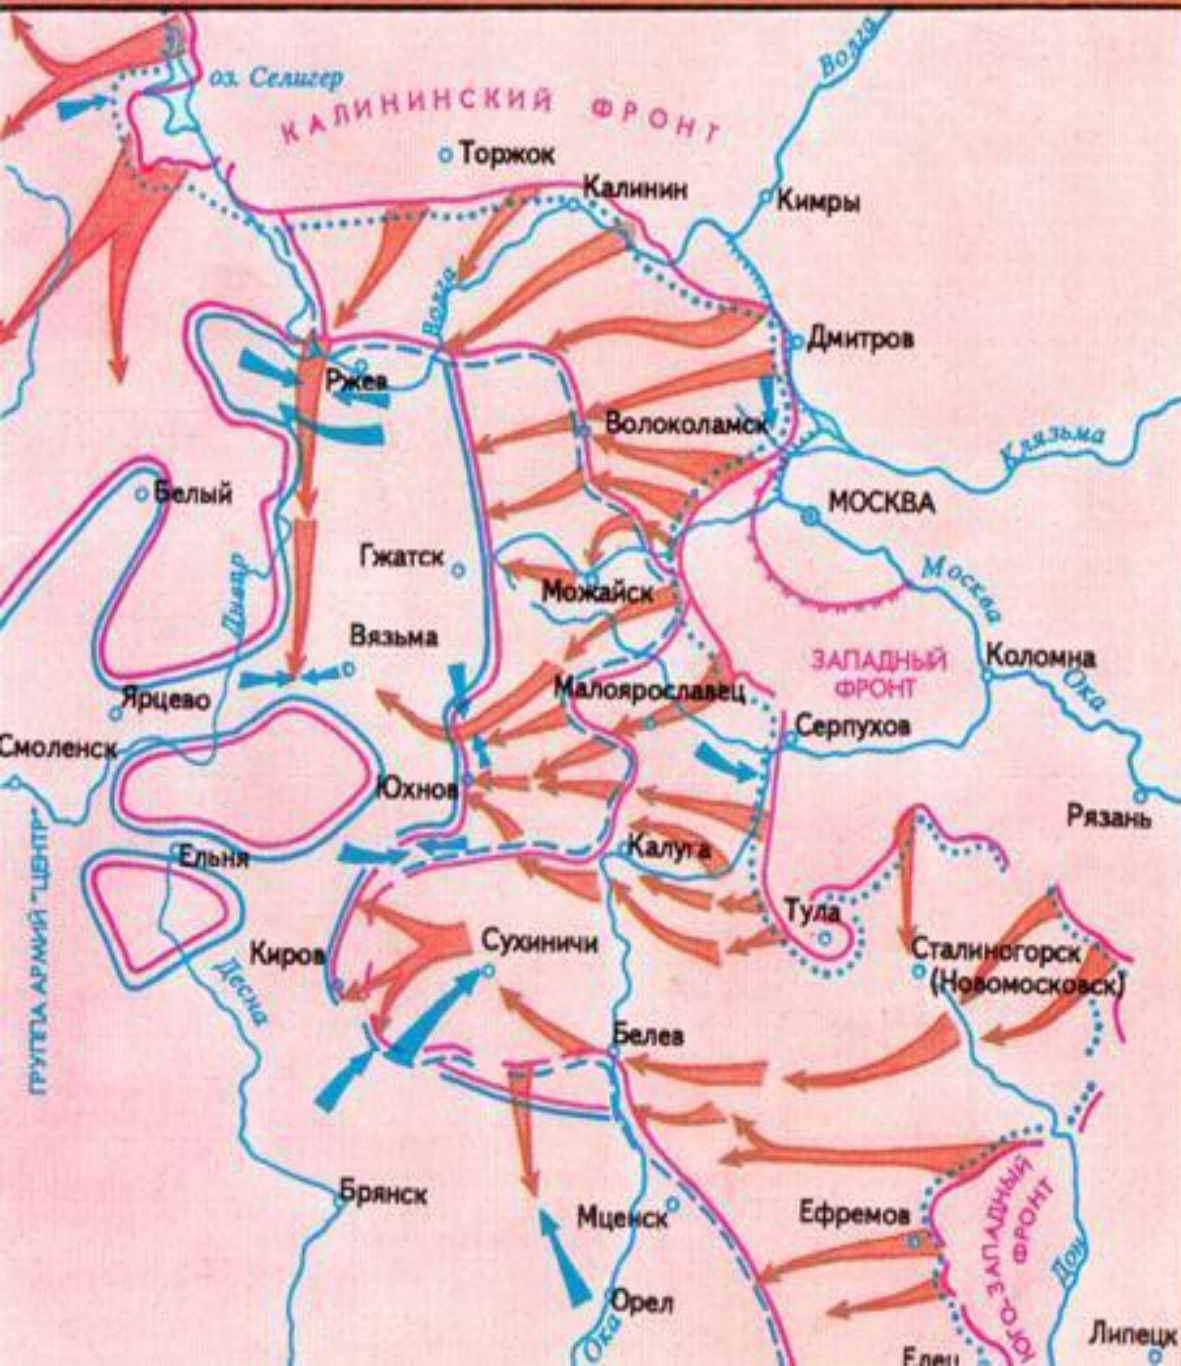 Волга
оз. Селигер
КАЛИНИНСКИЙ ФРОНТ
Торжок
Калинин
Кимры
Волга
Дмитров
Ржев
Волоколамск
Клязьма
Белый
МОСКВА
Гжатск
Можайск
Москва
Днепр
Вязьма
ЗАПАДНЫЙ
ФРОНТ
Коломна
Ока
Малоярославец
Ярцево
Серпухов
Смоленск
Юхнов
Рязань
ГРУППА АРМИЙ "ЦЕНТР"
Ельня
Калуга
Тула
Киров
Сухиничи
Сталиногорск
(Новомосковск)
Десна
Белев
Брянск
Мценск
Ефремов
ЮГО-ЗАПАДНЫЙ
ФРОНТ
Дон
Орел
Ока
Липецк
Елец